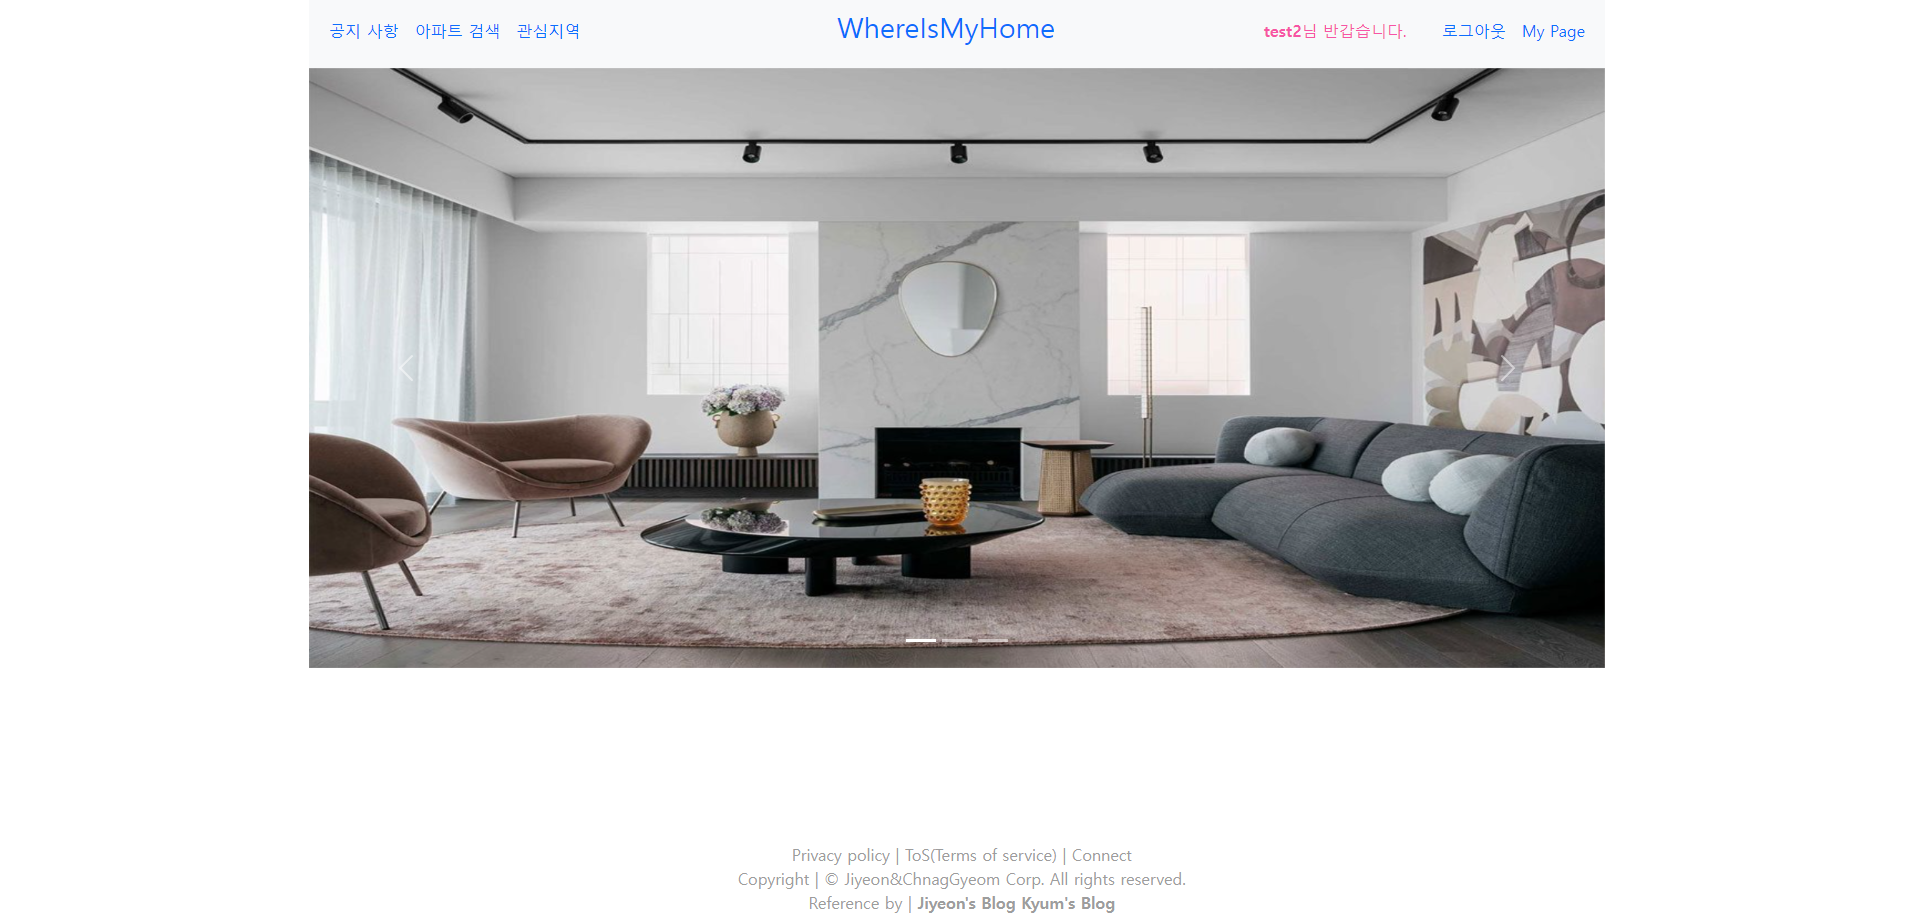 공지 사항 아파트 검색 관심지역 WhereIsMyHome test2님 반갑습니다. 로그아웃 My Page
Privacy policy | ToS(Terms of service) | Connect
Copyright | © Jiyeon&ChnagGyeom Corp. All rights reserved.
Reference by | Jiyeon's Blog Kyum's Blog